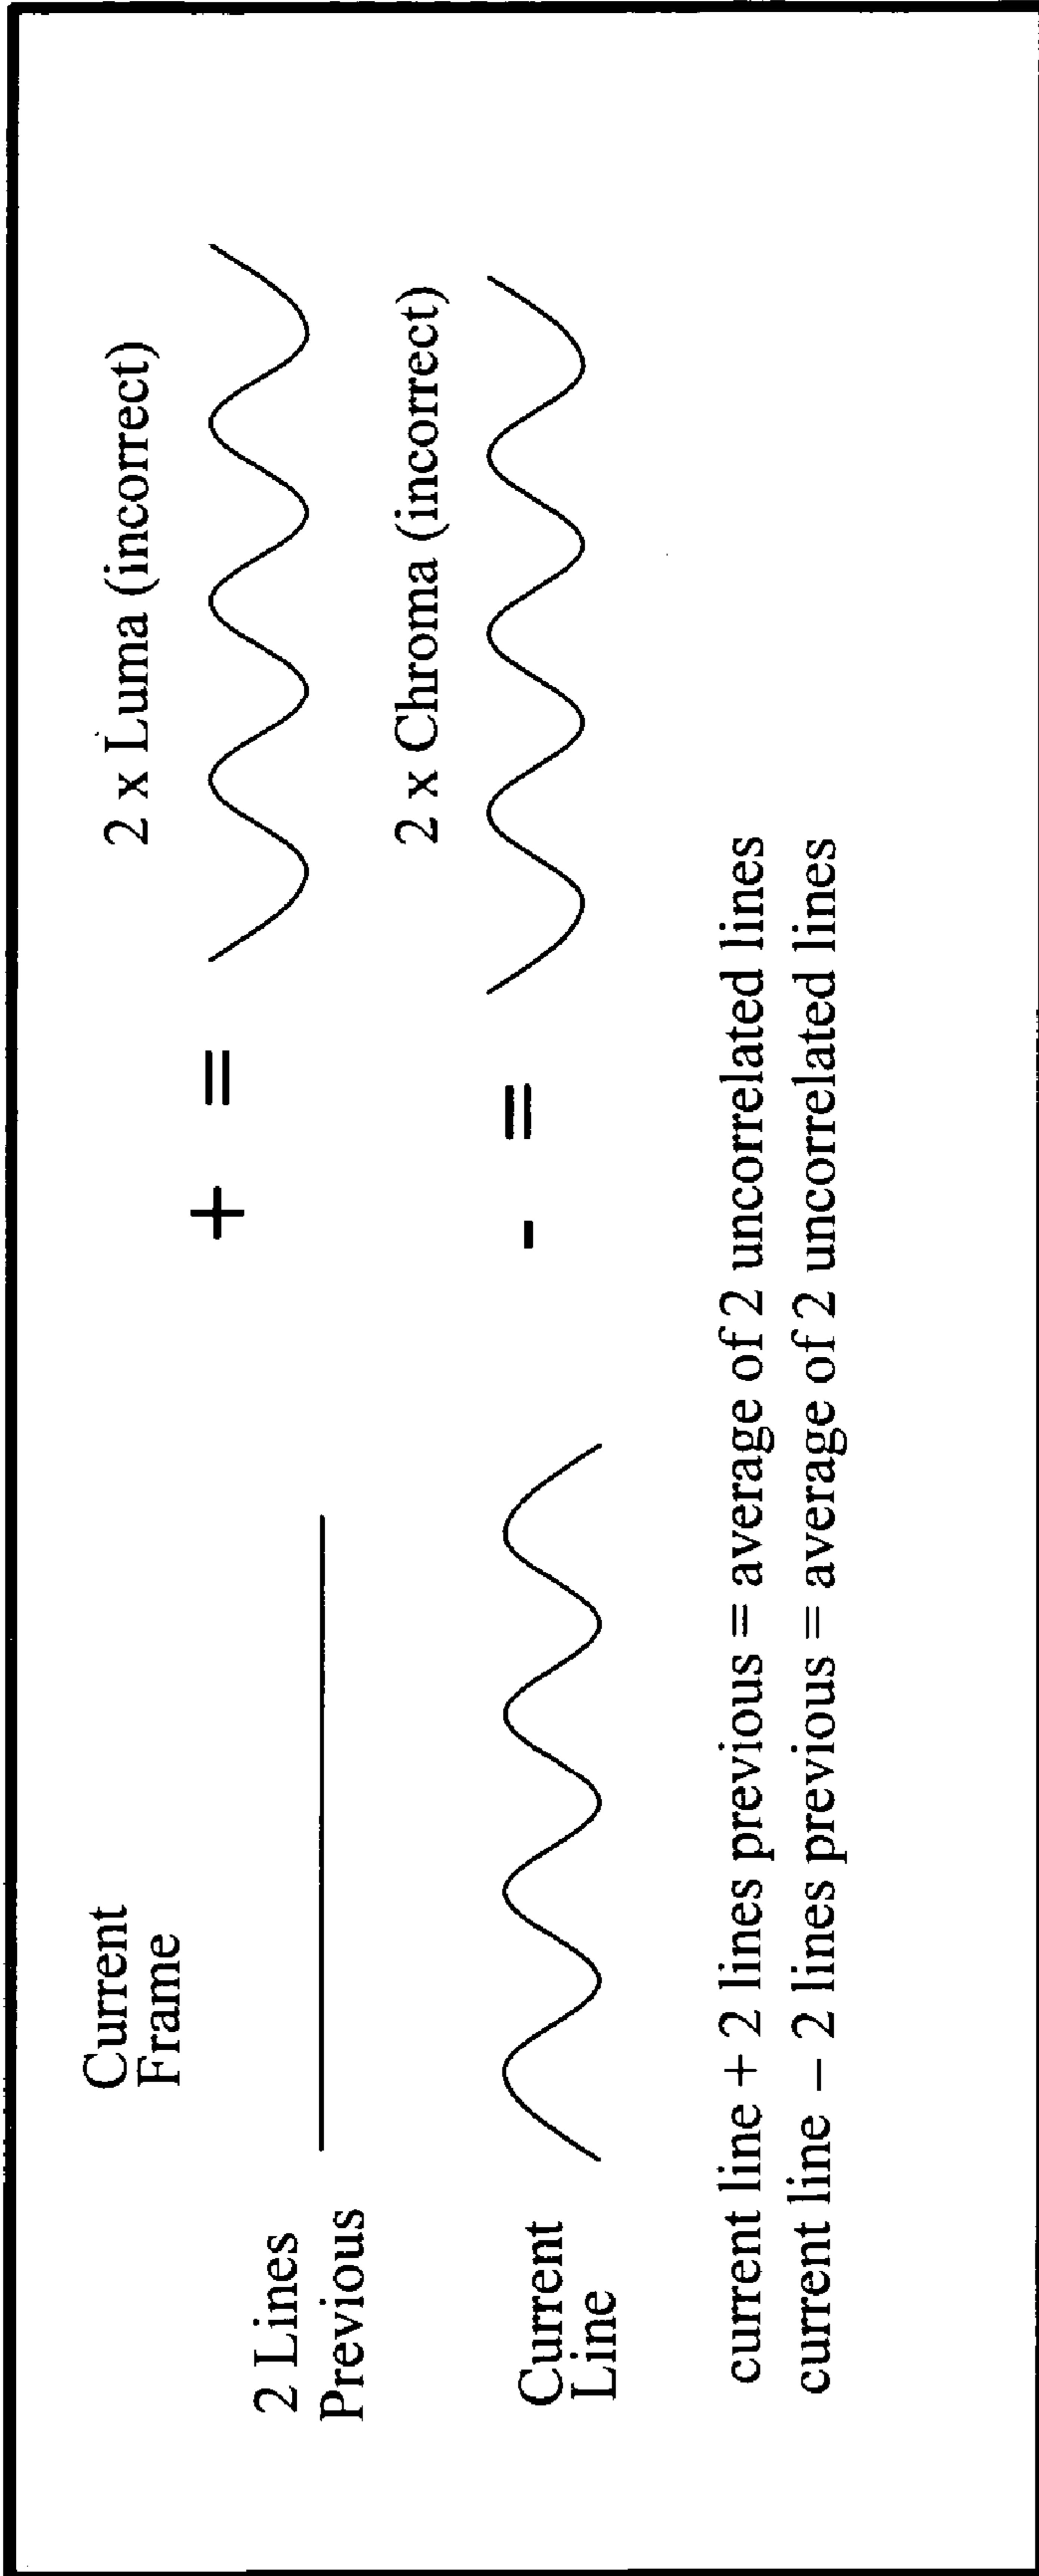 Current
Frame
2 x Luma (incorrect)
2 Lines
Previous
+ =
2 x Chroma (incorrect)
Current
Line
- =
current line + 2 lines previous = average of 2 uncorrelated lines
current line − 2 lines previous = average of 2 uncorrelated lines